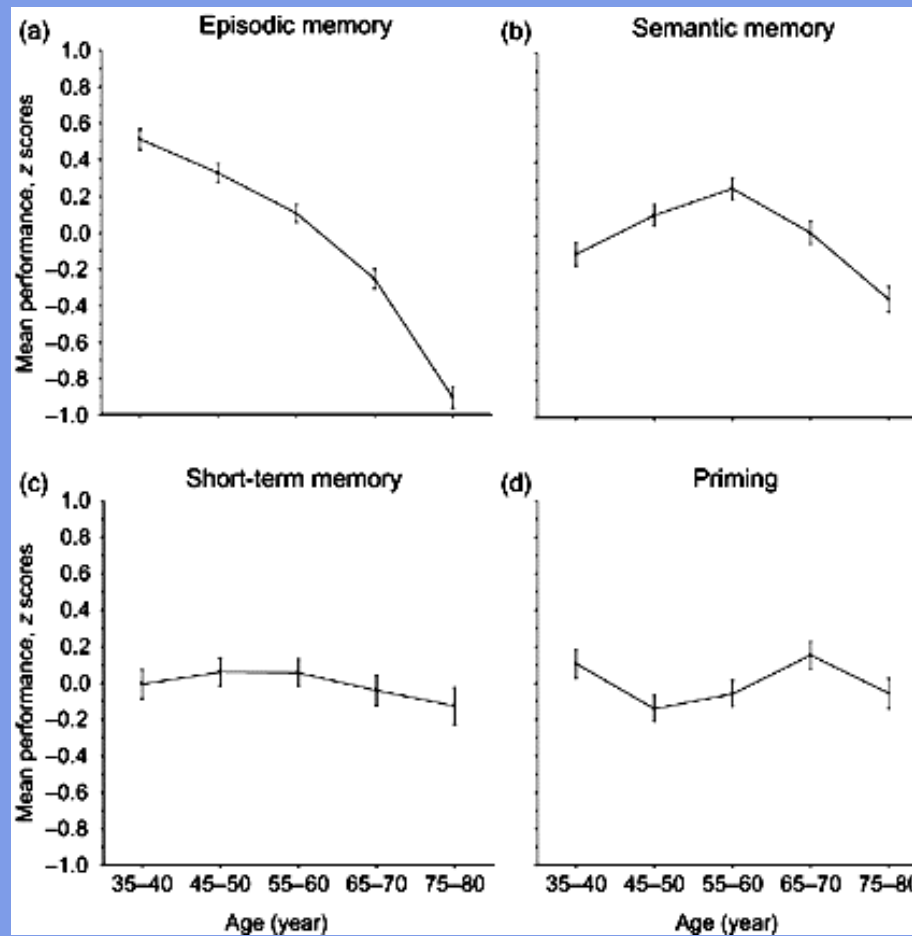 (a) Episodic memory
1.0
0.8
0.6
0.4
0.2
0.0
−0.2
−0.4
−0.6
−0.8
−1.0
Mean performance, z scores
(b) Semantic memory
(c) Short-term memory
1.0
0.8
0.6
0.4
0.2
0.0
−0.2
−0.4
−0.6
−0.8
−1.0
Mean performance, z scores
35–40 45–50 55–60 65–70 75–80
Age (year)
(d) Priming
35–40 45–50 55–60 65–70 75–80
Age (year)